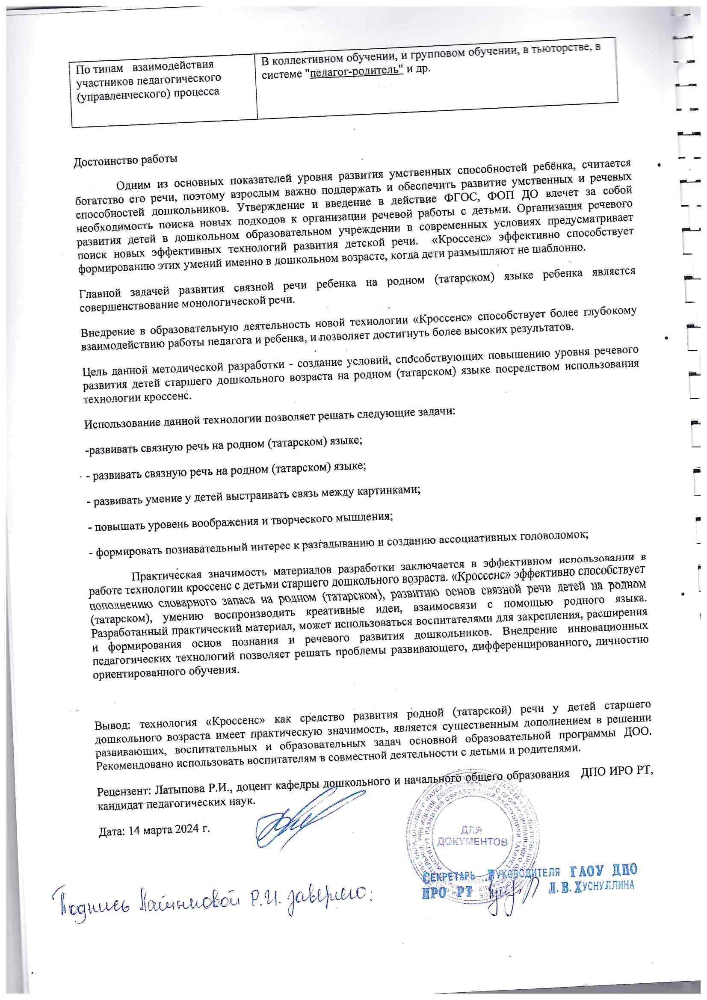 По типам взаимодействия
участников педагогического
(управленческого) процесса
В коллективном обучении, и групповом обучении, в тьюторстве, в
системе "педагог-родитель" и др.
Достоинство работы
Одним из основных показателей уровня развития умственных способностей ребёнка, считается
богатство его речи, поэтому взрослым важно поддержать и обеспечить развитие умственных и речевых
способностей дошкольников. Утверждение и введение в действие ФГОС, ФОП ДО влечет за собой
необходимость поиска новых подходов к организации речевой работы с детьми. Организация речевого
развития детей в дошкольном образовательном учреждении в современных условиях предусматривает
поиск новых эффективных технологий развития детской речи. «Кроссенс» эффективно способствует
формированию этих умений именно в дошкольном возрасте, когда дети размышляют не шаблонно.
Главной задачей развития связной речи ребенка на родном (татарском) языке ребенка является
совершенствование монологической речи.
Внедрение в образовательную деятельность новой технологии «Кроссенс» способствует более глубокому
взаимодействию работы педагога и ребенка, и позволяет достигнуть более высоких результатов.
Цель данной методической разработки - создание условий, способствующих повышению уровня речевого
развития детей старшего дошкольного возраста на родном (татарском) языке посредством использования
технологии кроссенс.
Использование данной технологии позволяет решать следующие задачи:
-развивать связную речь на родном (татарском) языке;
- развивать связную речь на родном (татарском) языке;
- развивать умение у детей выстраивать связь между картинками;
- повышать уровень воображения и творческого мышления;
- формировать познавательный интерес к разгадыванию и созданию ассоциативных головоломок;
Практическая значимость материалов разработки заключается в эффективном использовании в
работе технологии кроссенс с детьми старшего дошкольного возраста. «Кроссенс» эффективно способствует
пополнению словарного запаса на родном (татарском), развитию основ связной речи детей на родном
(татарском), умению воспроизводить креативные идеи, взаимосвязи с помощью родного языка.
Разработанный практический материал, может использоваться воспитателями для закрепления, расширения
и формирования основ познания и речевого развития дошкольников. Внедрение инновационных
педагогических технологий позволяет решать проблемы развивающего, дифференцированного, личностно
ориентированного обучения.
Вывод: технология «Кроссенс» как средство развития родной (татарской) речи у детей старшего
дошкольного возраста имеет практическую значимость, является существенным дополнением в решении
развивающих, воспитательных и образовательных задач основной образовательной программы ДОО.
Рекомендовано использовать воспитателям в совместной деятельности с детьми и родителями.
Рецензент: Латыпова Р.И., доцент кафедры дошкольного и начального общего образования ДПО ИРО РТ,
кандидат педагогических наук.
Дата: 14 марта 2024 г.
ДЛЯ
ДОКУМЕНТОВ
СЕКРЕТАРЬ РУКОВОДИТЕЛЯ ГАОУ ДПО
ИРО РТ Л.В.ХУСНУЛЛИНА
Подпись Р.И. заверяю: